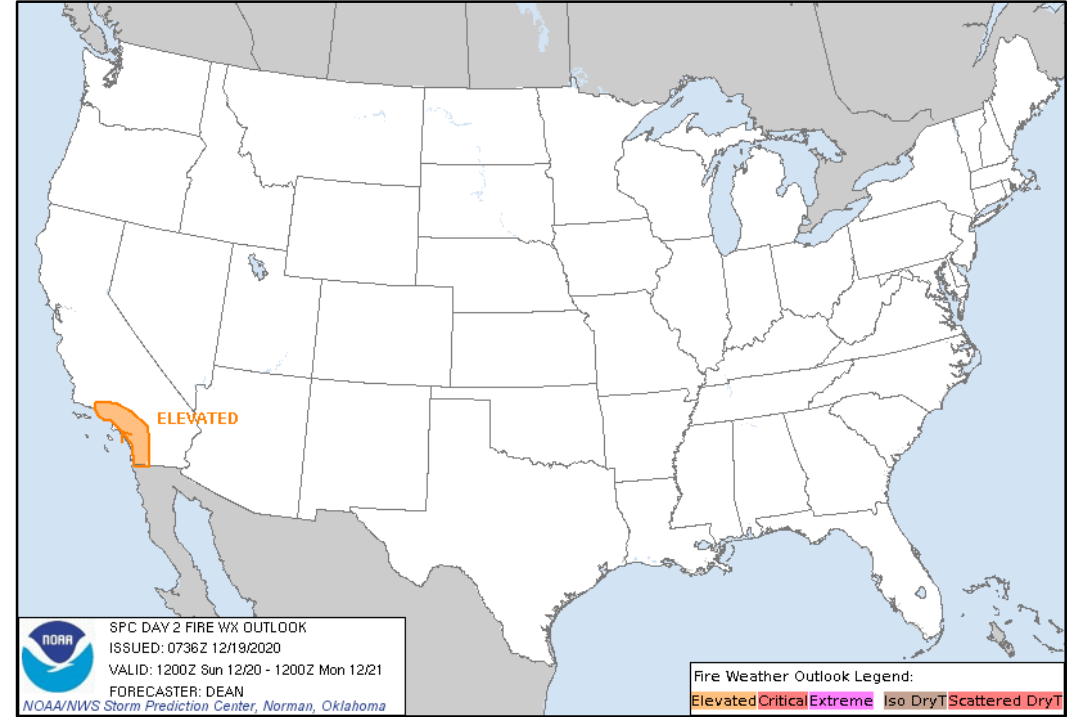 ELEVATED
NOAA
SPC DAY 2 FIRE WX OUTLOOK
ISSUED: 0736Z 12/19/2020
VALID: 1200Z Sun 12/20 - 1200Z Mon 12/21
FORECASTER: DEAN
NOAA/NWS Storm Prediction Center, Norman, Oklahoma
Fire Weather Outlook Legend:
Elevated Critical Extreme Iso DryT Scattered DryT